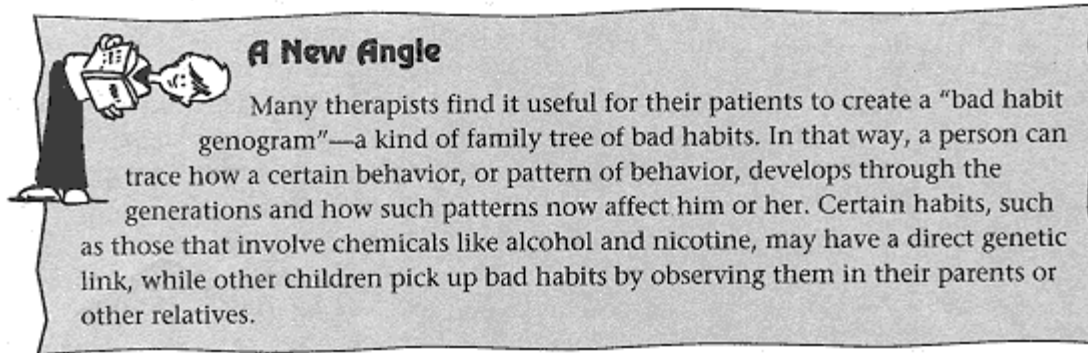 A New Angle
Many therapists find it useful for their patients to create a “bad habit
genogram”—a kind of family tree of bad habits. In that way, a person can
trace how a certain behavior, or pattern of behavior, develops through the
generations and how such patterns now affect him or her. Certain habits, such
as those that involve chemicals like alcohol and nicotine, may have a direct genetic
link, while other children pick up bad habits by observing them in their parents or
other relatives.